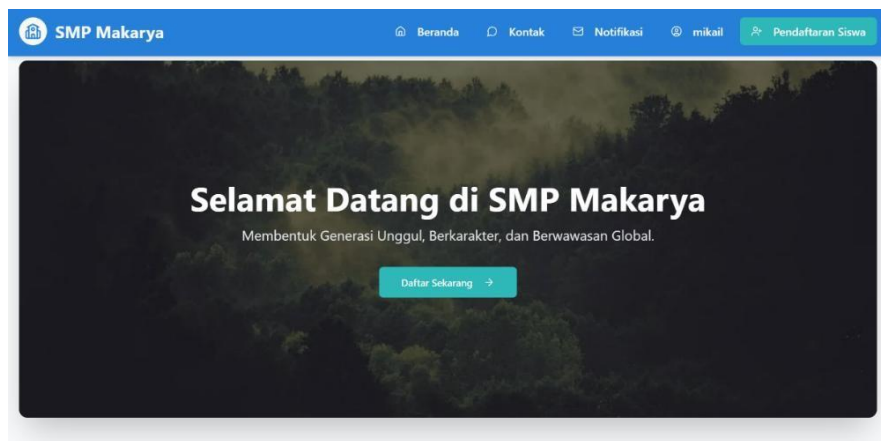 SMP Makarya
Beranda
Kontak
Notifikasi
mikail
Pendaftaran Siswa
Selamat Datang di SMP Makarya
Membentuk Generasi Unggul, Berkarakter, dan Berwawasan Global.
Daftar Sekarang →